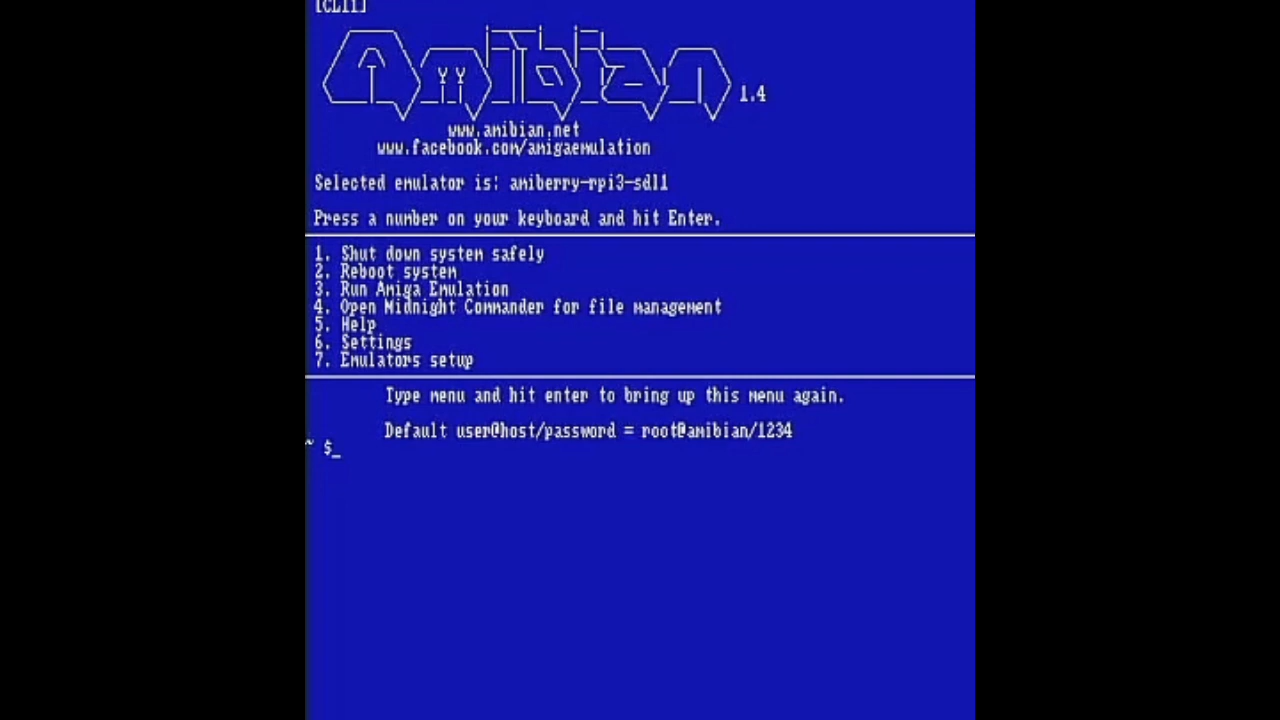 [CLI]
Amibian 1.4
www.amibian.net
www.facebook.com/amigaemulation
Selected emulator is: amiberry-rpi3-sdl1
Press a number on your keyboard and hit Enter.
1. Shut down system safely
2. Reboot system
3. Run Amiga Emulation
4. Open Midnight Commander for file management
5. Help
6. Settings
7. Emulators setup
Type menu and hit enter to bring up this menu again.
Default user@host/password = root@amibian/1234
~ $_